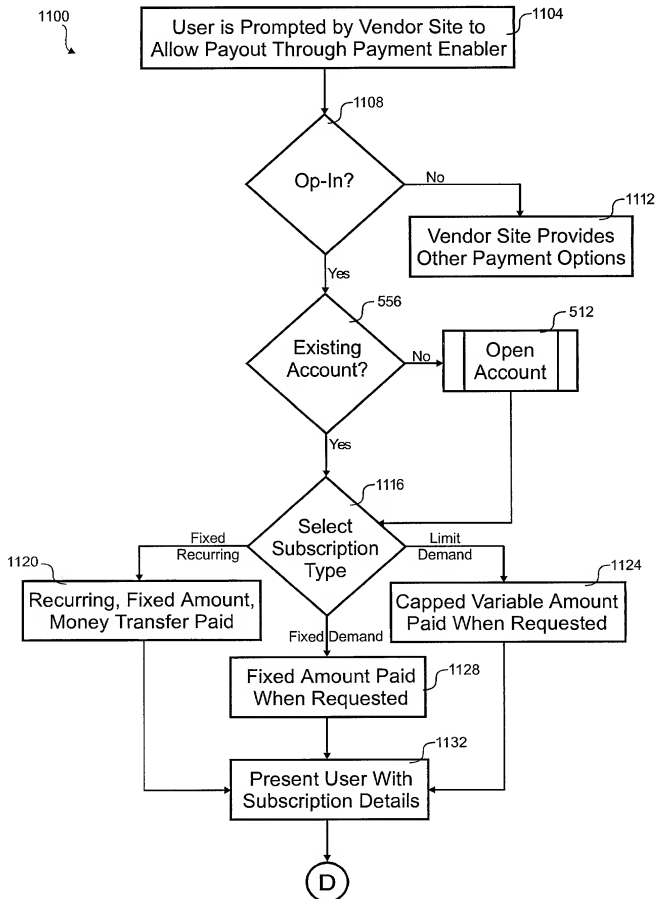 1100
1104
User is Prompted by Vendor Site to
Allow Payout Through Payment Enabler
1108
Op-In?
No
1112
Vendor Site Provides
Other Payment Options
Yes
556
Existing
Account?
No
512
Open
Account
Yes
1116
Select
Subscription
Type
Fixed
Recurring
Limit
Demand
1120
Recurring, Fixed Amount,
Money Transfer Paid
1124
Capped Variable Amount
Paid When Requested
Fixed Demand
1128
Fixed Amount Paid
When Requested
1132
Present User With
Subscription Details
D